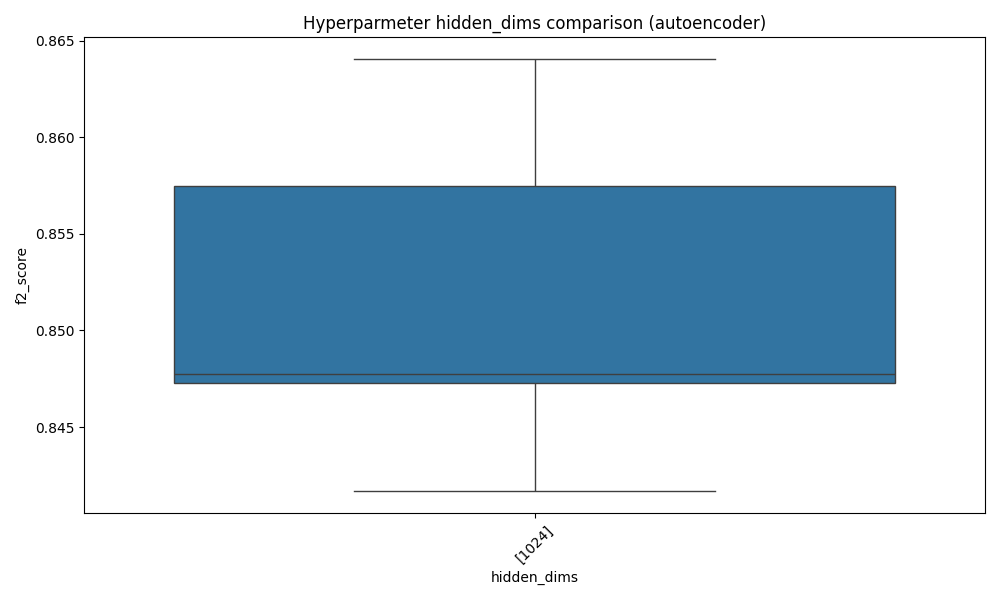 Hyperparmeter hidden_dims comparison (autoencoder)
0.865
0.860
0.855
0.850
0.845
f2_score
[1024]
hidden_dims